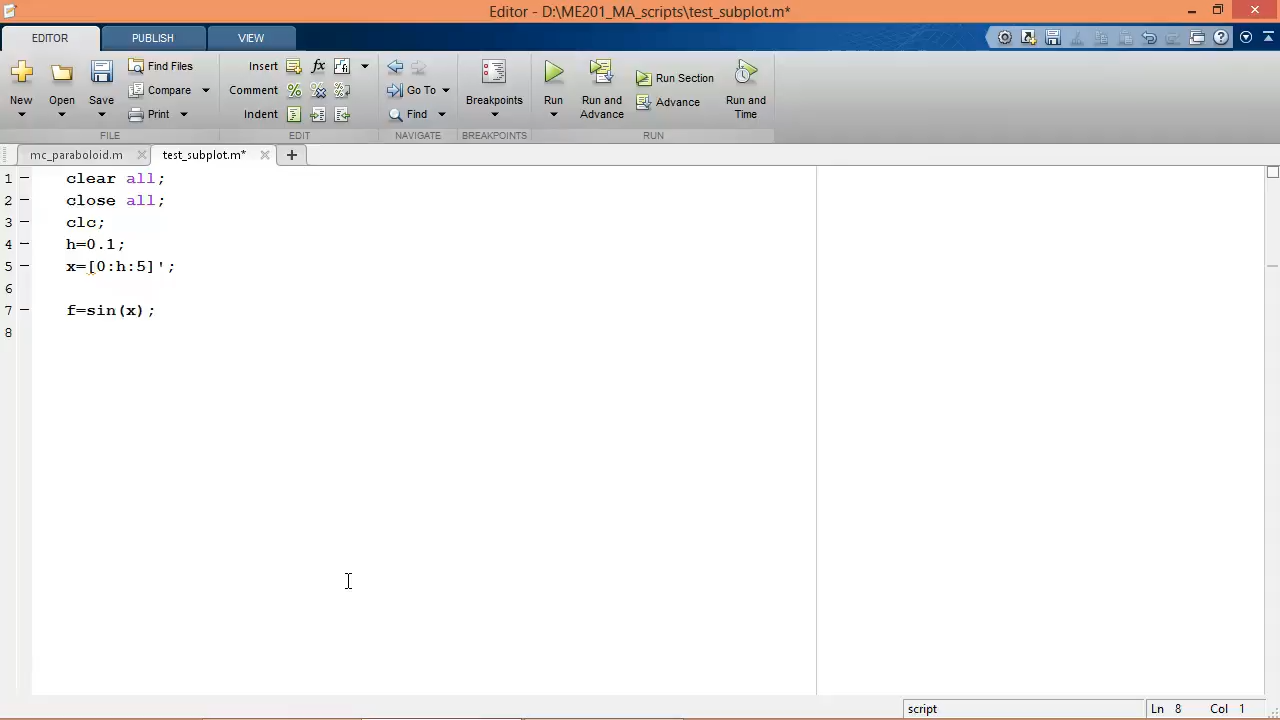 Editor - D:\ME201_MA_scripts\test_subplot.m*
EDITOR PUBLISH VIEW
New Open Save
Find Files
Compare
Print
FILE
Insert
Comment
Indent
EDIT
Go To
Find
NAVIGATE
Breakpoints
BREAKPOINTS
Run
Run and Advance
Run Section
Advance
Run and Time
RUN
mc_paraboloid.m test_subplot.m*
1 clear all;
2 close all;
3 clc;
4 h=0.1;
5 x=[0:h:5]';
6
7 f=sin(x);
8
script Ln 8 Col 1